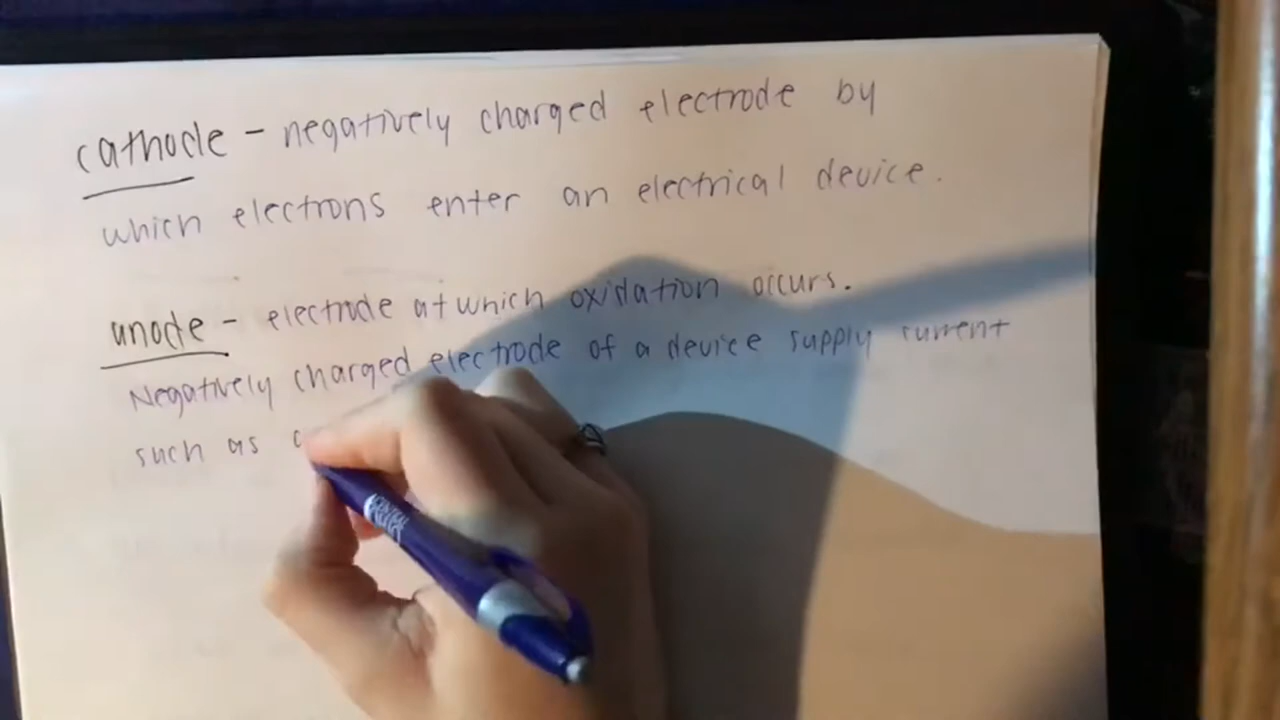 cathode - negatively charged electrode by
which electrons enter an electrical device.
anode - electrode at which oxidation occurs.
Negatively charged electrode of a device supply current
such as